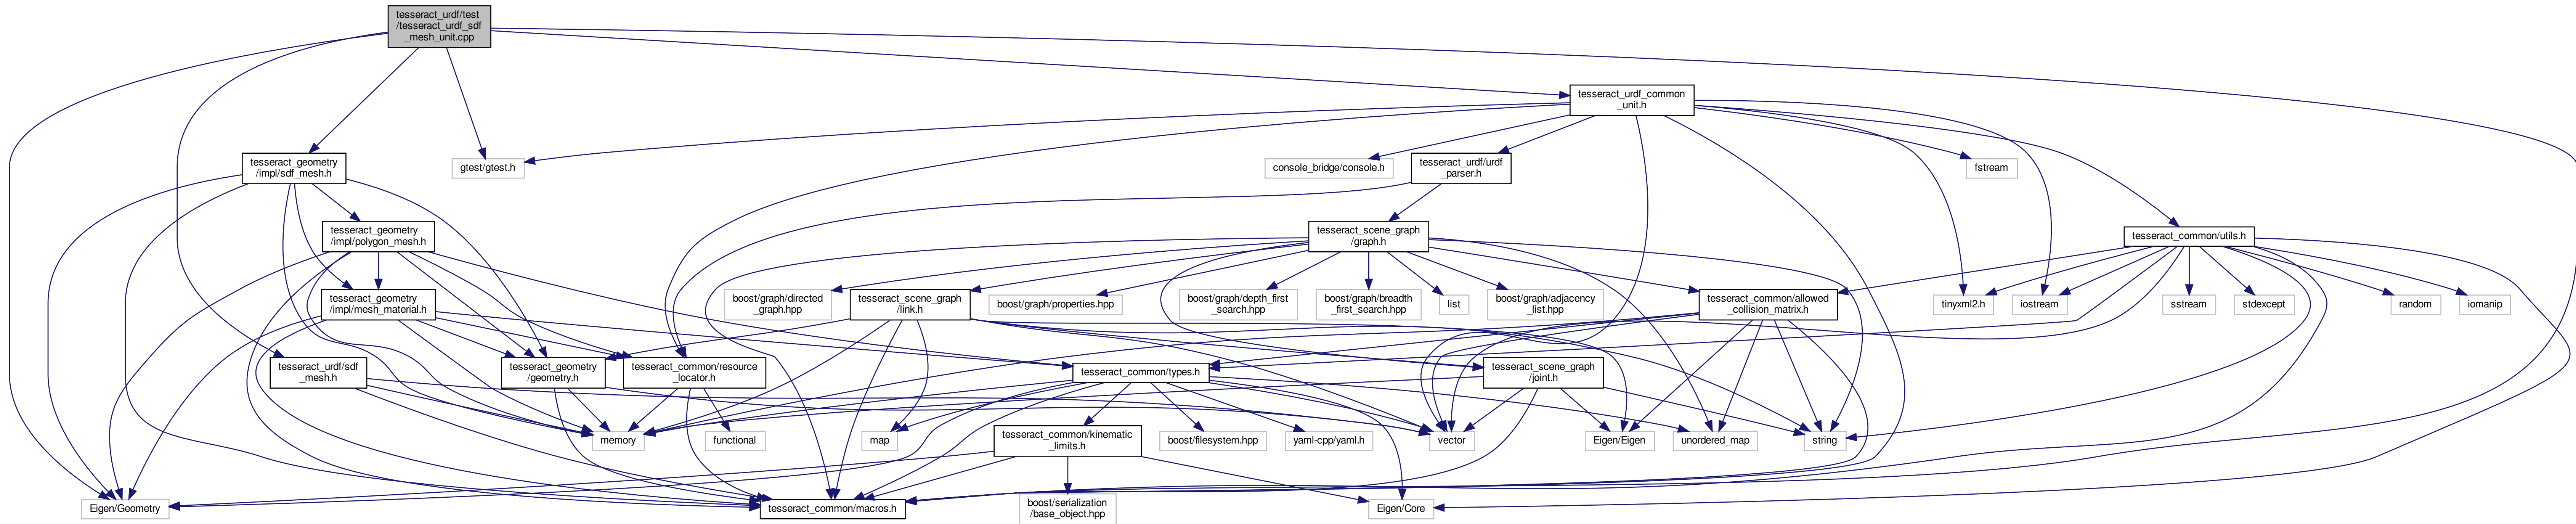 tesseract_urdf/test
/tesseract_urdf_sdf
_mesh_unit.cpp
tesseract_urdf_common
_unit.h
tesseract_geometry
/impl/sdf_mesh.h
gtest/gtest.h
console_bridge/console.h
tesseract_urdf/urdf
_parser.h
fstream
tesseract_geometry
/impl/polygon_mesh.h
tesseract_scene_graph
/graph.h
tesseract_common/utils.h
tesseract_geometry
/impl/mesh_material.h
boost/graph/directed
_graph.hpp
tesseract_scene_graph
/link.h
boost/graph/properties.hpp
boost/graph/depth_first
_search.hpp
boost/graph/breadth
_first_search.hpp
list
boost/graph/adjacency
_list.hpp
tesseract_common/allowed
_collision_matrix.h
tinyxml2.h
iostream
sstream
stdexcept
random
iomanip
tesseract_urdf/sdf
_mesh.h
tesseract_geometry
/geometry.h
tesseract_common/resource
_locator.h
tesseract_common/types.h
tesseract_scene_graph
/joint.h
memory
functional
map
tesseract_common/kinematic
_limits.h
boost/filesystem.hpp
yaml-cpp/yaml.h
vector
Eigen/Eigen
unordered_map
string
Eigen/Geometry
tesseract_common/macros.h
boost/serialization
/base_object.hpp
Eigen/Core